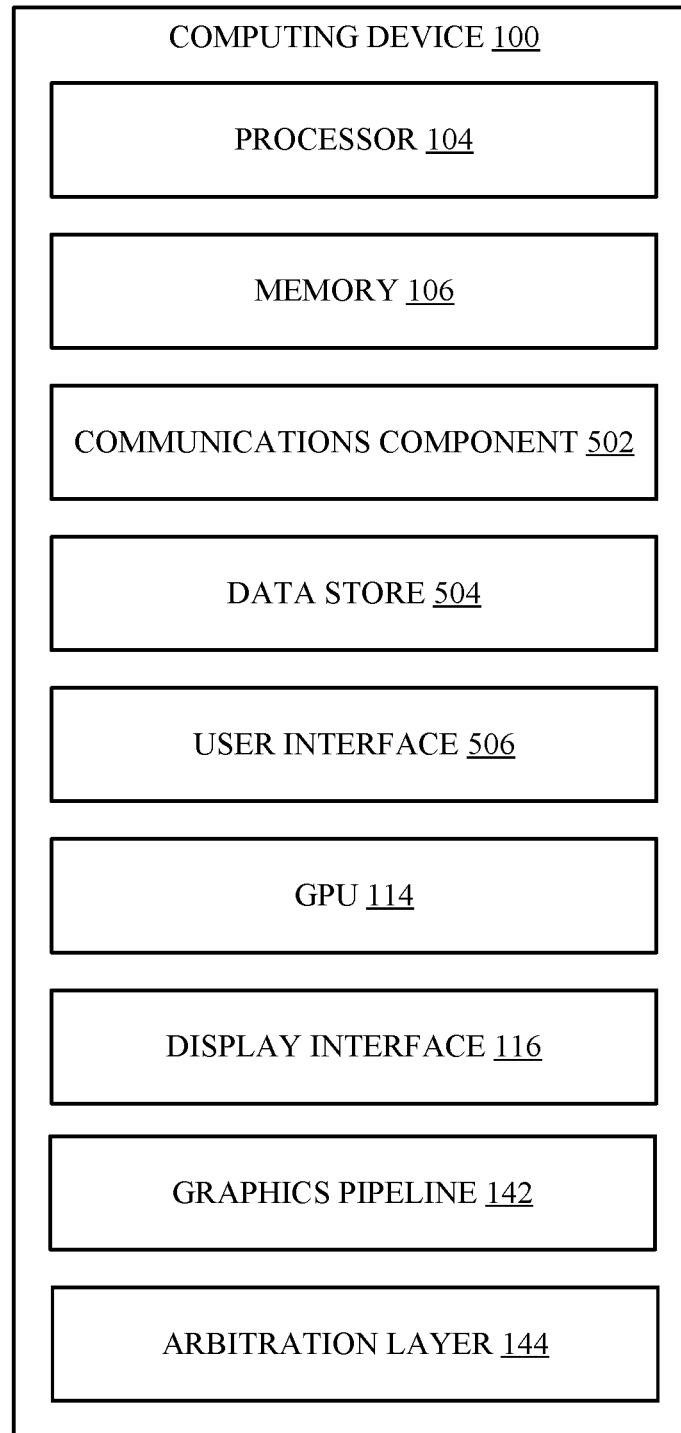 COMPUTING DEVICE 100
PROCESSOR 104
MEMORY 106
COMMUNICATIONS COMPONENT 502
DATA STORE 504
USER INTERFACE 506
GPU 114
DISPLAY INTERFACE 116
GRAPHICS PIPELINE 142
ARBITRATION LAYER 144